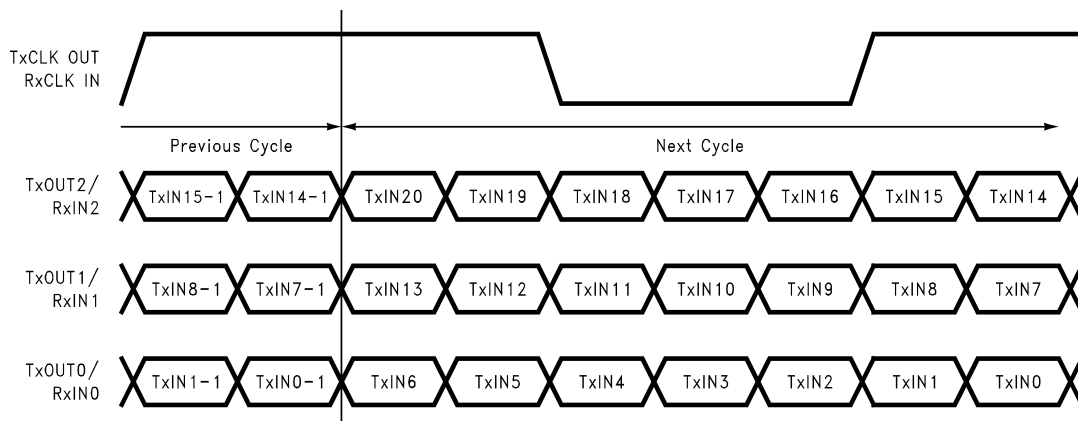 TxCLK OUT
RxCLK IN
Previous Cycle
Next Cycle
TxOUT2/
RxIN2
TxIN15-1 TxIN14-1 TxIN20 TxIN19 TxIN18 TxIN17 TxIN16 TxIN15 TxIN14
TxOUT1/
RxIN1
TxIN8-1 TxIN7-1 TxIN13 TxIN12 TxIN11 TxIN10 TxIN9 TxIN8 TxIN7
TxOUT0/
RxIN0
TxIN1-1 TxIN0-1 TxIN6 TxIN5 TxIN4 TxIN3 TxIN2 TxIN1 TxIN0